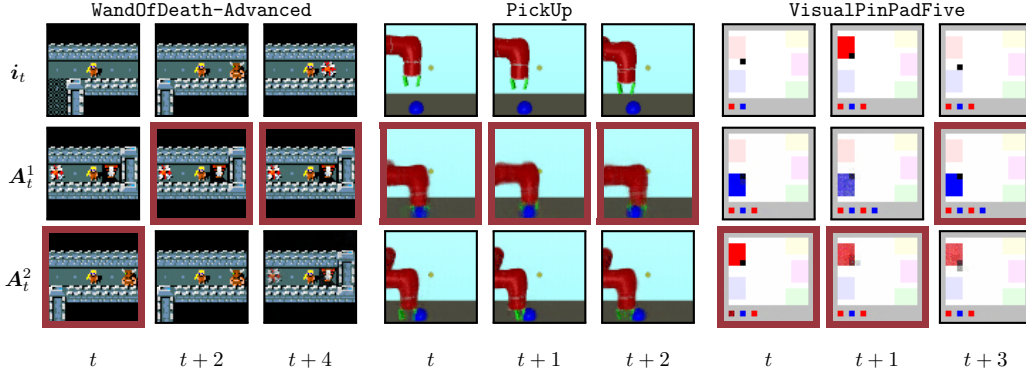 WandOfDeath-Advanced PickUp VisualPinPadFive
i_t
A_t^1
A_t^2
t t + 2 t + 4 t t + 1 t + 2 t t + 1 t + 3